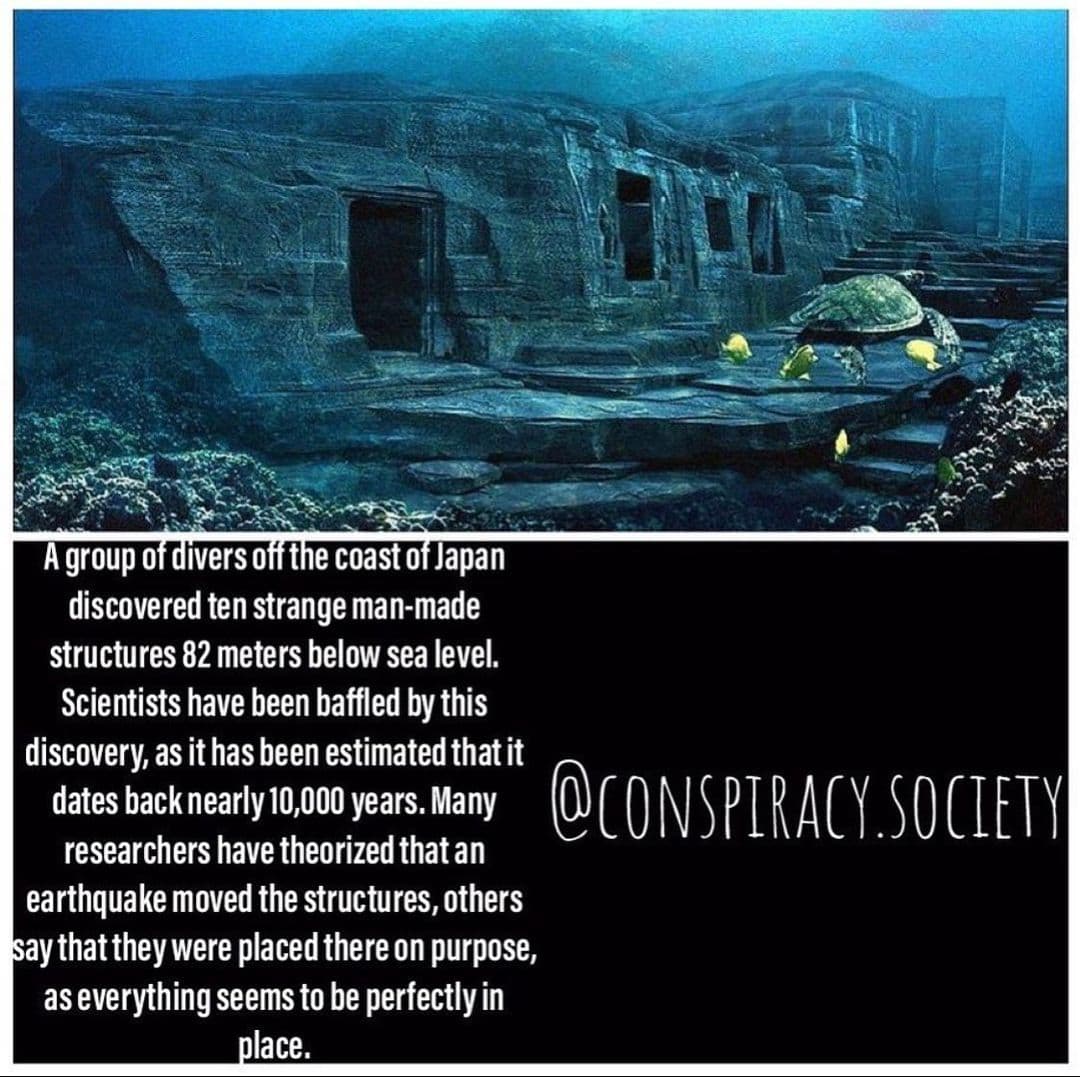 A group of divers off the coast of Japan
discovered ten strange man-made
structures 82 meters below sea level.
Scientists have been baffled by this
discovery, as it has been estimated that it
dates back nearly 10,000 years. Many
researchers have theorized that an
earthquake moved the structures, others
say that they were placed there on purpose,
as everything seems to be perfectly in
place.
@CONSPIRACY.SOCIETY